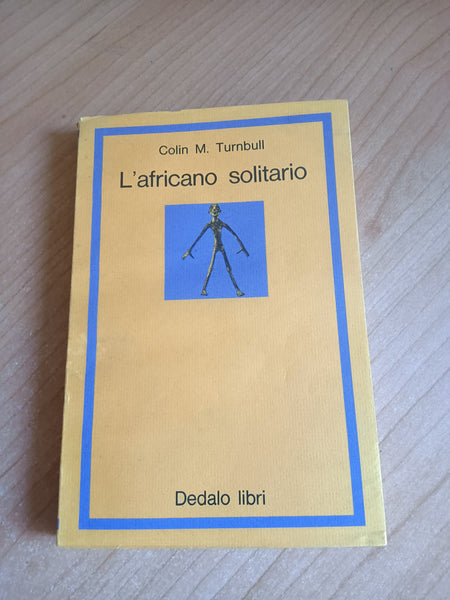 Colin M. Turnbull
L'africano solitario
Dedalo libri